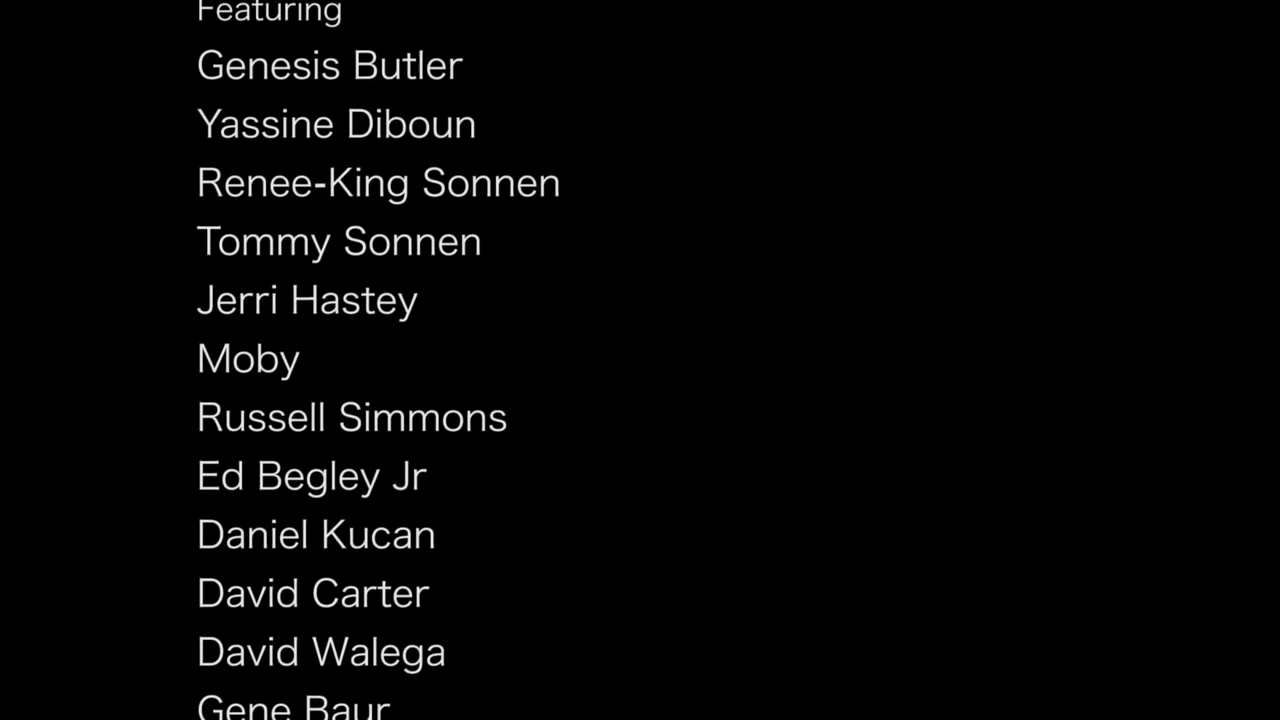 Featuring
Genesis Butler
Yassine Diboun
Renee-King Sonnen
Tommy Sonnen
Jerri Hastey
Moby
Russell Simmons
Ed Begley Jr
Daniel Kucan
David Carter
David Walega
Gene Baur